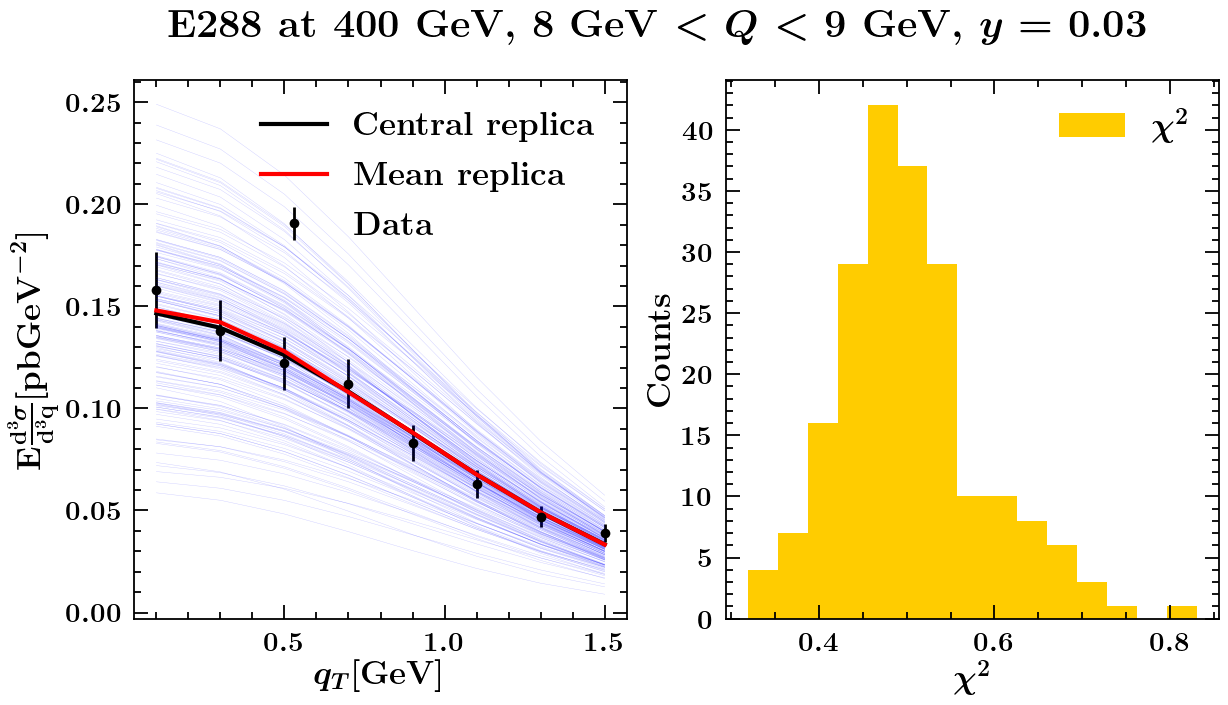 E288 at 400 GeV, 8 GeV < Q < 9 GeV, y = 0.03
E d³σ/d³q [pbGeV⁻²]
0.25
0.20
0.15
0.10
0.05
0.00
Central replica
Mean replica
Data
0.5
1.0
1.5
q_T[GeV]
Counts
40
35
30
25
20
15
10
5
0
χ²
0.4
0.6
0.8
χ²